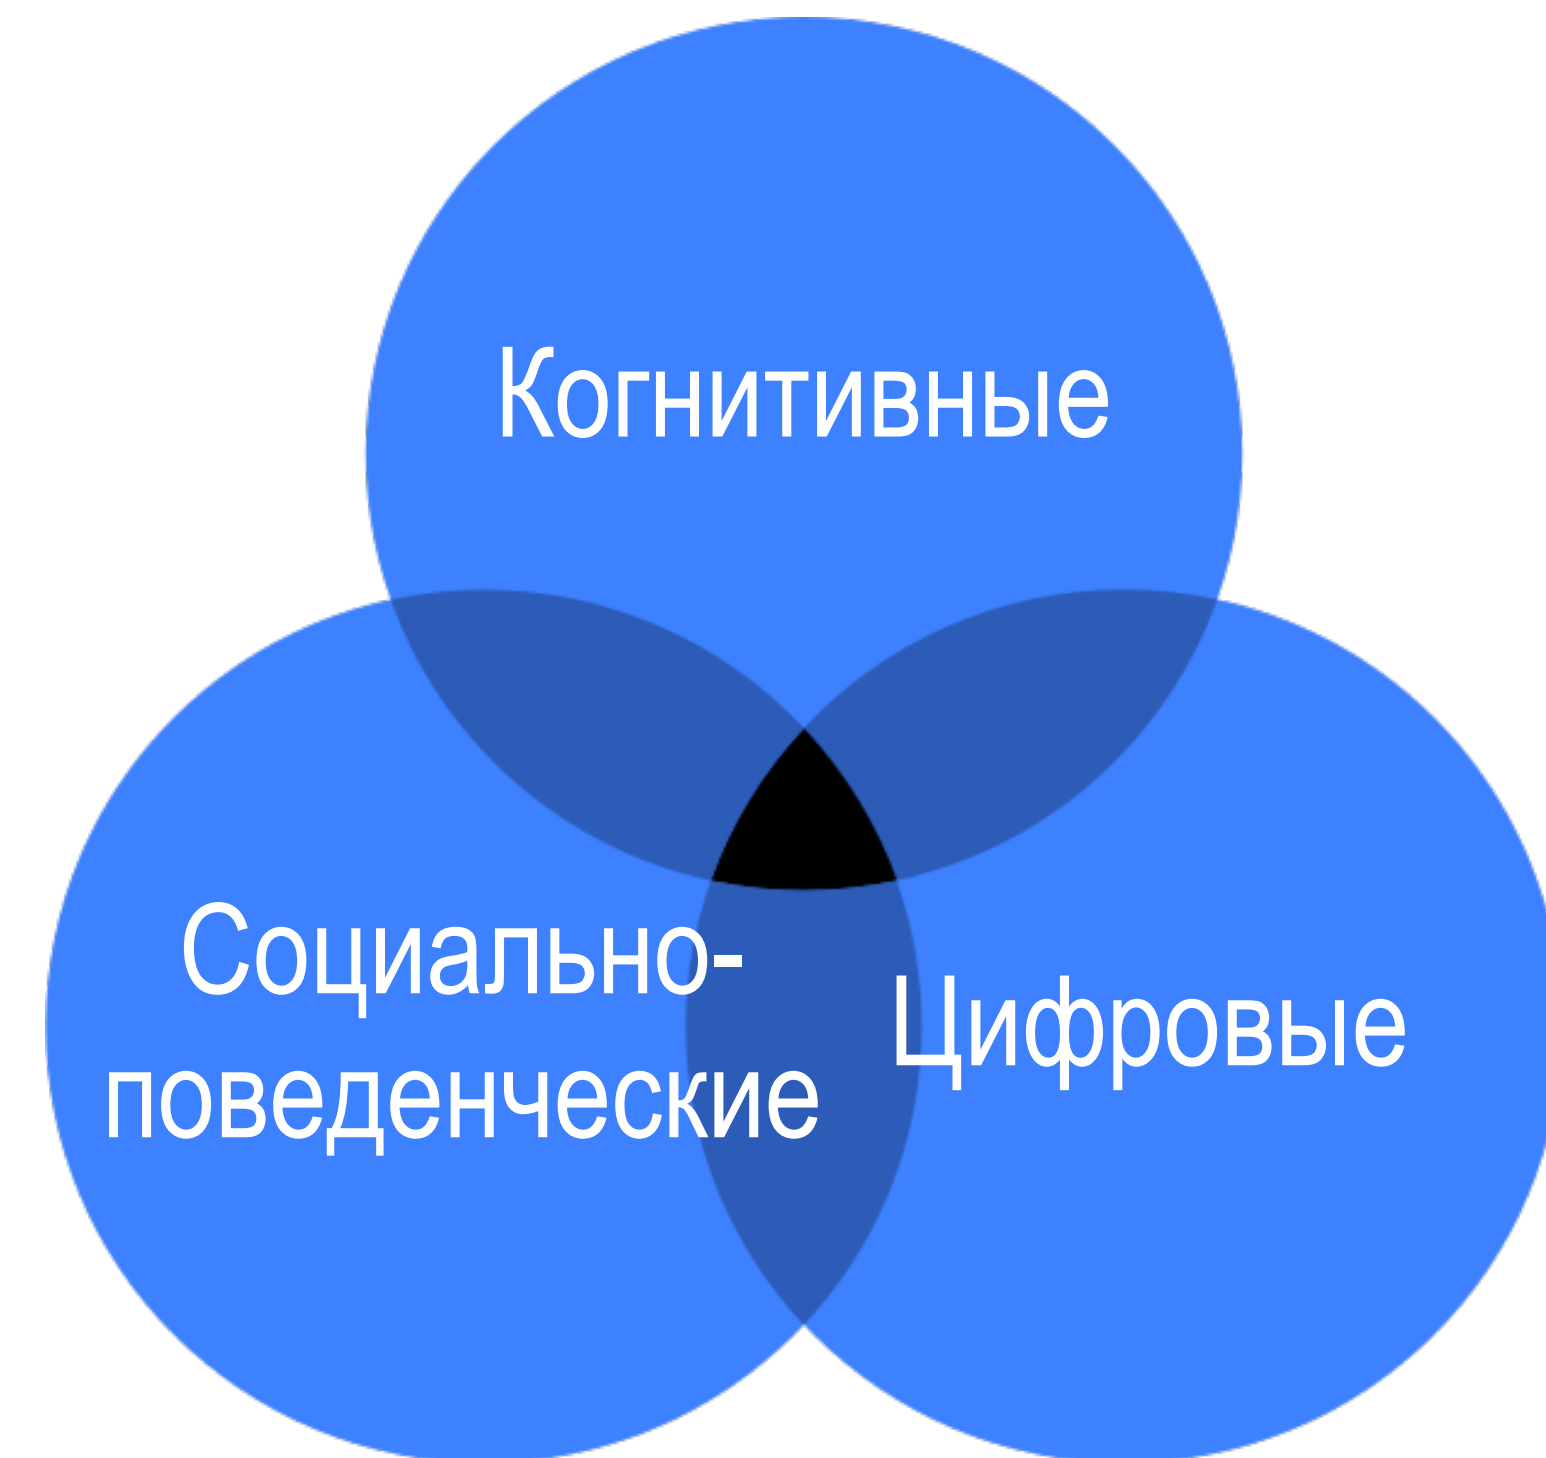 Когнитивные
Социально-
поведенческие
Цифровые